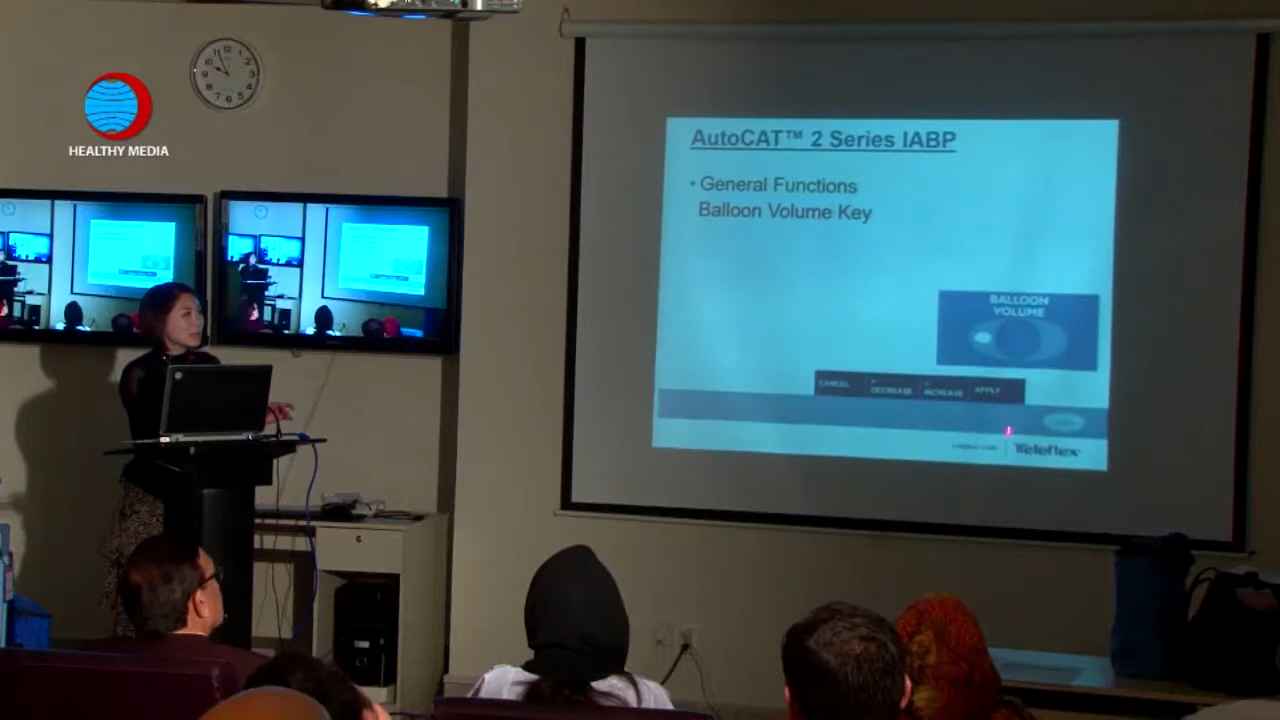 HEALTHY MEDIA
AutoCAT™ 2 Series IABP
• General Functions
Balloon Volume Key
BALLOON
VOLUME
CANCEL DECREASE INCREASE APPLY
Teleflex